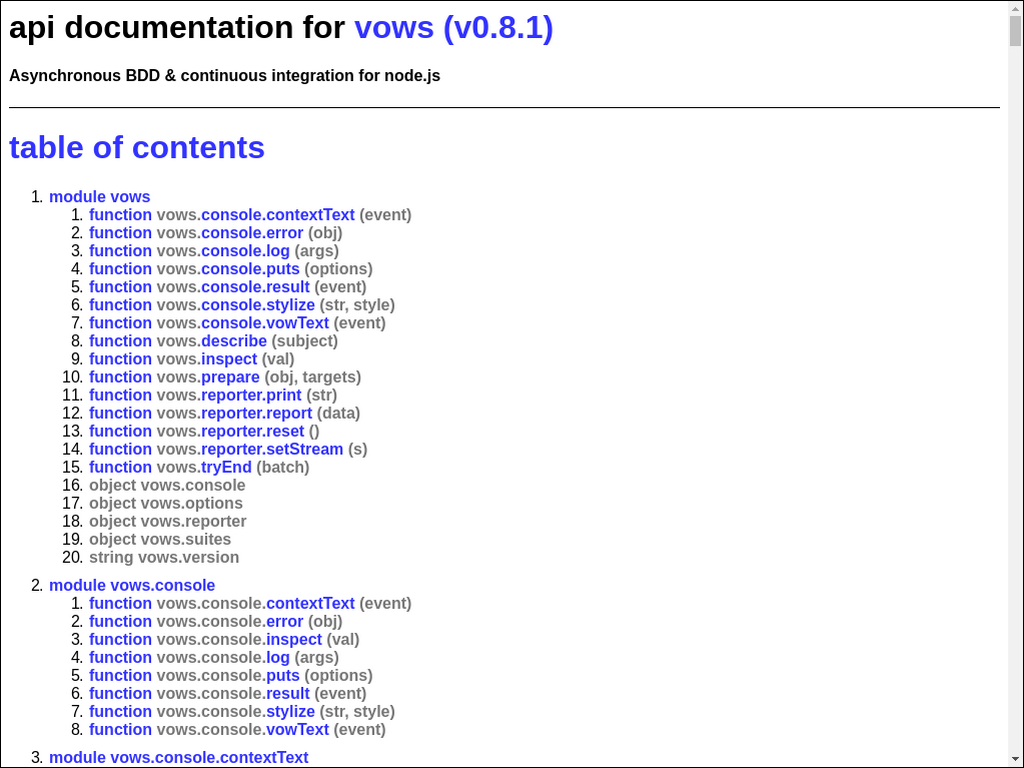 api documentation for vows (v0.8.1)
Asynchronous BDD & continuous integration for node.js
table of contents
1. module vows
1. function vows.console.contextText (event)
2. function vows.console.error (obj)
3. function vows.console.log (args)
4. function vows.console.puts (options)
5. function vows.console.result (event)
6. function vows.console.stylize (str, style)
7. function vows.console.vowText (event)
8. function vows.describe (subject)
9. function vows.inspect (val)
10. function vows.prepare (obj, targets)
11. function vows.reporter.print (str)
12. function vows.reporter.report (data)
13. function vows.reporter.reset ()
14. function vows.reporter.setStream (s)
15. function vows.tryEnd (batch)
16. object vows.console
17. object vows.options
18. object vows.reporter
19. object vows.suites
20. string vows.version
2. module vows.console
1. function vows.console.contextText (event)
2. function vows.console.error (obj)
3. function vows.console.inspect (val)
4. function vows.console.log (args)
5. function vows.console.puts (options)
6. function vows.console.result (event)
7. function vows.console.stylize (str, style)
8. function vows.console.vowText (event)
3. module vows.console.contextText